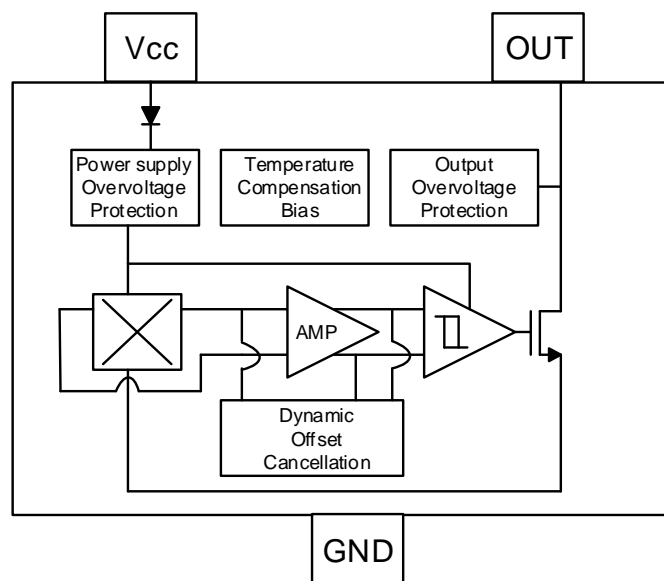 Vcc
OUT
Power supply
Overvoltage
Protection
Temperature
Compensation
Bias
Output
Overvoltage
Protection
AMP
Dynamic
Offset
Cancellation
GND